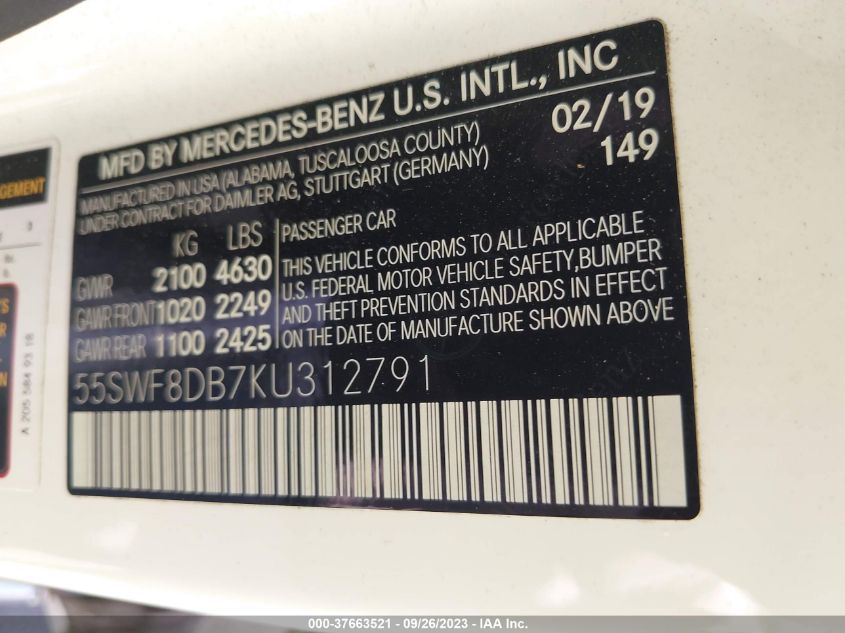 MFD BY MERCEDES-BENZ U.S. INTL., INC
02/19
MANUFACTURED IN USA (ALABAMA, TUSCALOOSA COUNTY)
UNDER CONTRACT FOR DAIMLER AG, STUTTGART (GERMANY)
149
KG LBS
GVWR 2100 4630
GAWR FRONT 1020 2249
GAWR REAR 1100 2425
PASSENGER CAR
THIS VEHICLE CONFORMS TO ALL APPLICABLE
U.S. FEDERAL MOTOR VEHICLE SAFETY,BUMPER
AND THEFT PREVENTION STANDARDS IN EFFECT
ON THE DATE OF MANUFACTURE SHOWN ABOVE
55SWF8DB7KU312791
A 205 584 93 18
000-37663521 - 09/26/2023 - IAA Inc.